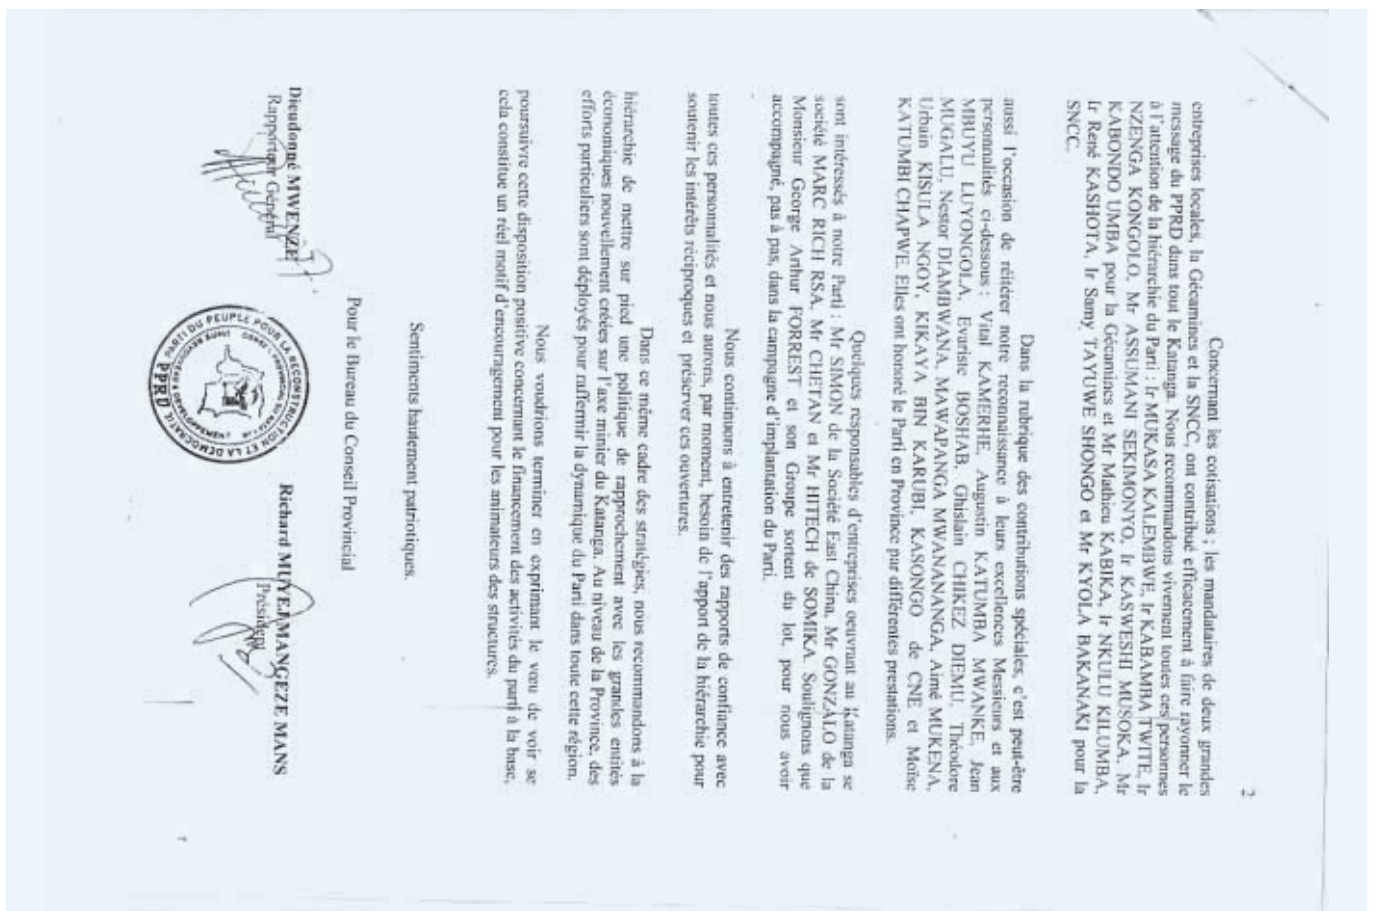 2
Concernant les cotisations : les mandataires de deux grandes
entreprises locales, la Gécamines et la SNCC, ont contribué efficacement à faire rayonner le
message du PPRD dans tout le Katanga. Nous recommandons vivement toutes ces personnes
à l'attention de la hiérarchie du Parti : Ir MUKASA KALEMBWE, Ir KABAMBA TWITE, Ir
NZENGA KONGOLO, Mr ASSUMANI SEKIMONYO, Ir KASWESHI MUSOKA, Mr
KABONDO UMBA pour la Gécamines et Mr Mathieu KABIKA, Ir NKULU KILUMBA,
Ir René KASHOTA, Ir Samy TAYUWE SHONGO et Mr KYOLA BAKANAKI pour la
SNCC.
Dans la rubrique des contributions spéciales, c'est peut-être
aussi l'occasion de réitérer notre reconnaissance à leurs excellences Messieurs et aux
personnalités ci-dessous : Vital KAMERHE, Augustin KATUMBA MWANKE, Jean
MBUYU LUYONGOLA, Evariste BOSHAB, Ghislain CHIKEZ DIEMU, Théodore
MUGALU, Nestor DIAMBWANA, MAWAPANGA MWANANANGA, Aimé MUKENA,
Urbain KISULA NGOY, KIKAYA BIN KARUBI, KASONGO de CNE et Moïse
KATUMBI CHAPWE. Elles ont honoré le Parti en Province par différentes prestations.
Quelques responsables d'entreprises oeuvrant au Katanga se
sont intéressés à notre Parti : Mr SIMON de la Société East China, Mr GONZALO de la
société MARC RICH RSA, Mr CHETAN et Mr HITECH de SOMIKA. Soulignons que
Monsieur George Arthur FORREST et son Groupe sortent du lot, pour nous avoir
accompagné, pas à pas, dans la campagne d'implantation du Parti.
Nous continuons à entretenir des rapports de confiance avec
toutes ces personnalités et nous aurons, par moment, besoin de l'apport de la hiérarchie pour
soutenir les intérêts réciproques et préserver ces ouvertures.
Dans ce même cadre des stratégies, nous recommandons à la
hiérarchie de mettre sur pied une politique de rapprochement avec les grandes entités
économiques nouvellement créées sur l'axe minier du Katanga. Au niveau de la Province, des
efforts particuliers sont déployés pour raffermir la dynamique du Parti dans toute cette région.
Nous voudrions terminer en exprimant le vœu de voir se
poursuivre cette disposition positive concernant le financement des activités du parti à la base,
cela constitue un réel motif d'encouragement pour les animateurs des structures.
Sentiments hautement patriotiques.
Pour le Bureau du Conseil Provincial
Dieudonné MWENZE
Rapporteur Général
PARTI DU PEUPLE POUR LA RECONSTRUCTION ET LA DEMOCRATIE
PPRD
Richard MUYEJ MANGEZE MANS
Président